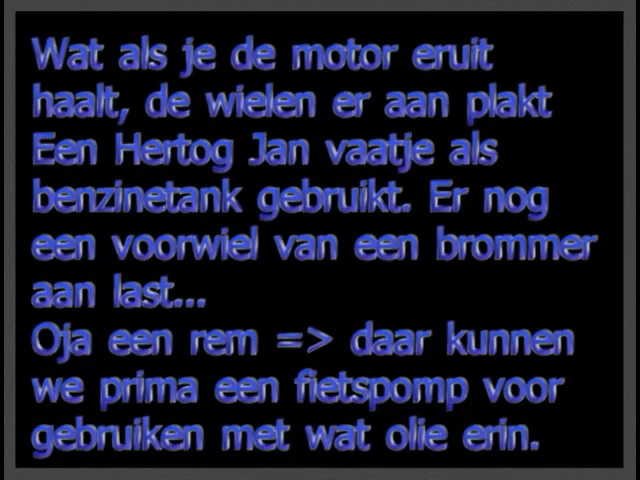 Wat als je de motor eruit
haalt, de wielen er aan plakt
Een Hertog Jan vaatje als
benzinetank gebruikt. Er nog
een voorwiel van een brommer
aan last...
Oja een rem => daar kunnen
we prima een fietspomp voor
gebruiken met wat olie erin.